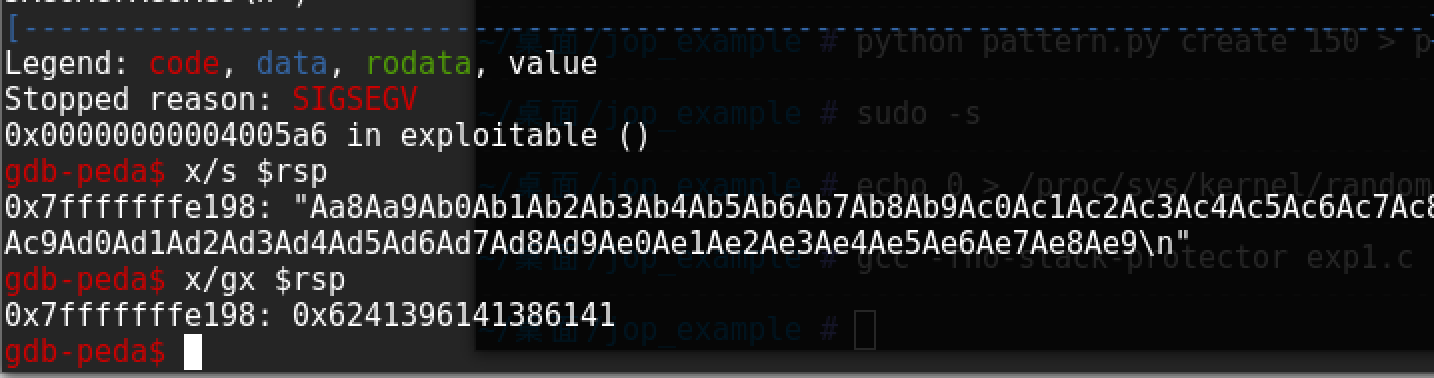 [------------------------------------------------------------------------------
Legend: code, data, rodata, value
Stopped reason: SIGSEGV
0x00000000004005a6 in exploitable ()
gdb-peda$ x/s $rsp
0x7fffffffe198: "Aa8Aa9Ab0Ab1Ab2Ab3Ab4Ab5Ab6Ab7Ab8Ab9Ac0Ac1Ac2Ac3Ac4Ac5Ac6Ac7Ac8
Ac9Ad0Ad1Ad2Ad3Ad4Ad5Ad6Ad7Ad8Ad9Ae0Ae1Ae2Ae3Ae4Ae5Ae6Ae7Ae8Ae9\n"
gdb-peda$ x/gx $rsp
0x7fffffffe198: 0x6241396141386141
gdb-peda$
~/桌面/jop_example # python pattern.py create 150 > p
~/桌面/jop_example # sudo -s
~/桌面/jop_example # echo 0 > /proc/sys/kernel/random
~/桌面/jop_example # gcc -fno-stack-protector exp1.c
~/桌面/jop_example #